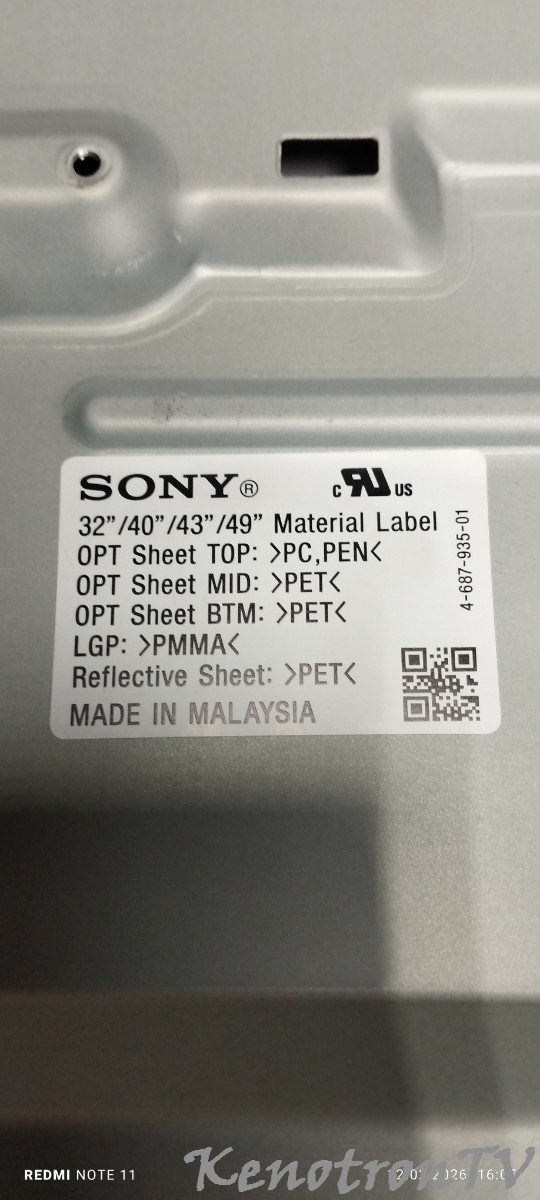 SONY®
c RU US
32"/40"/43"/49" Material Label
OPT Sheet TOP: >PC,PEN<
OPT Sheet MID: >PET<
OPT Sheet BTM: >PET<
LGP: >PMMA<
Reflective Sheet: >PET<
MADE IN MALAYSIA
4-687-935-01
REDMI NOTE 11
KenotronTV